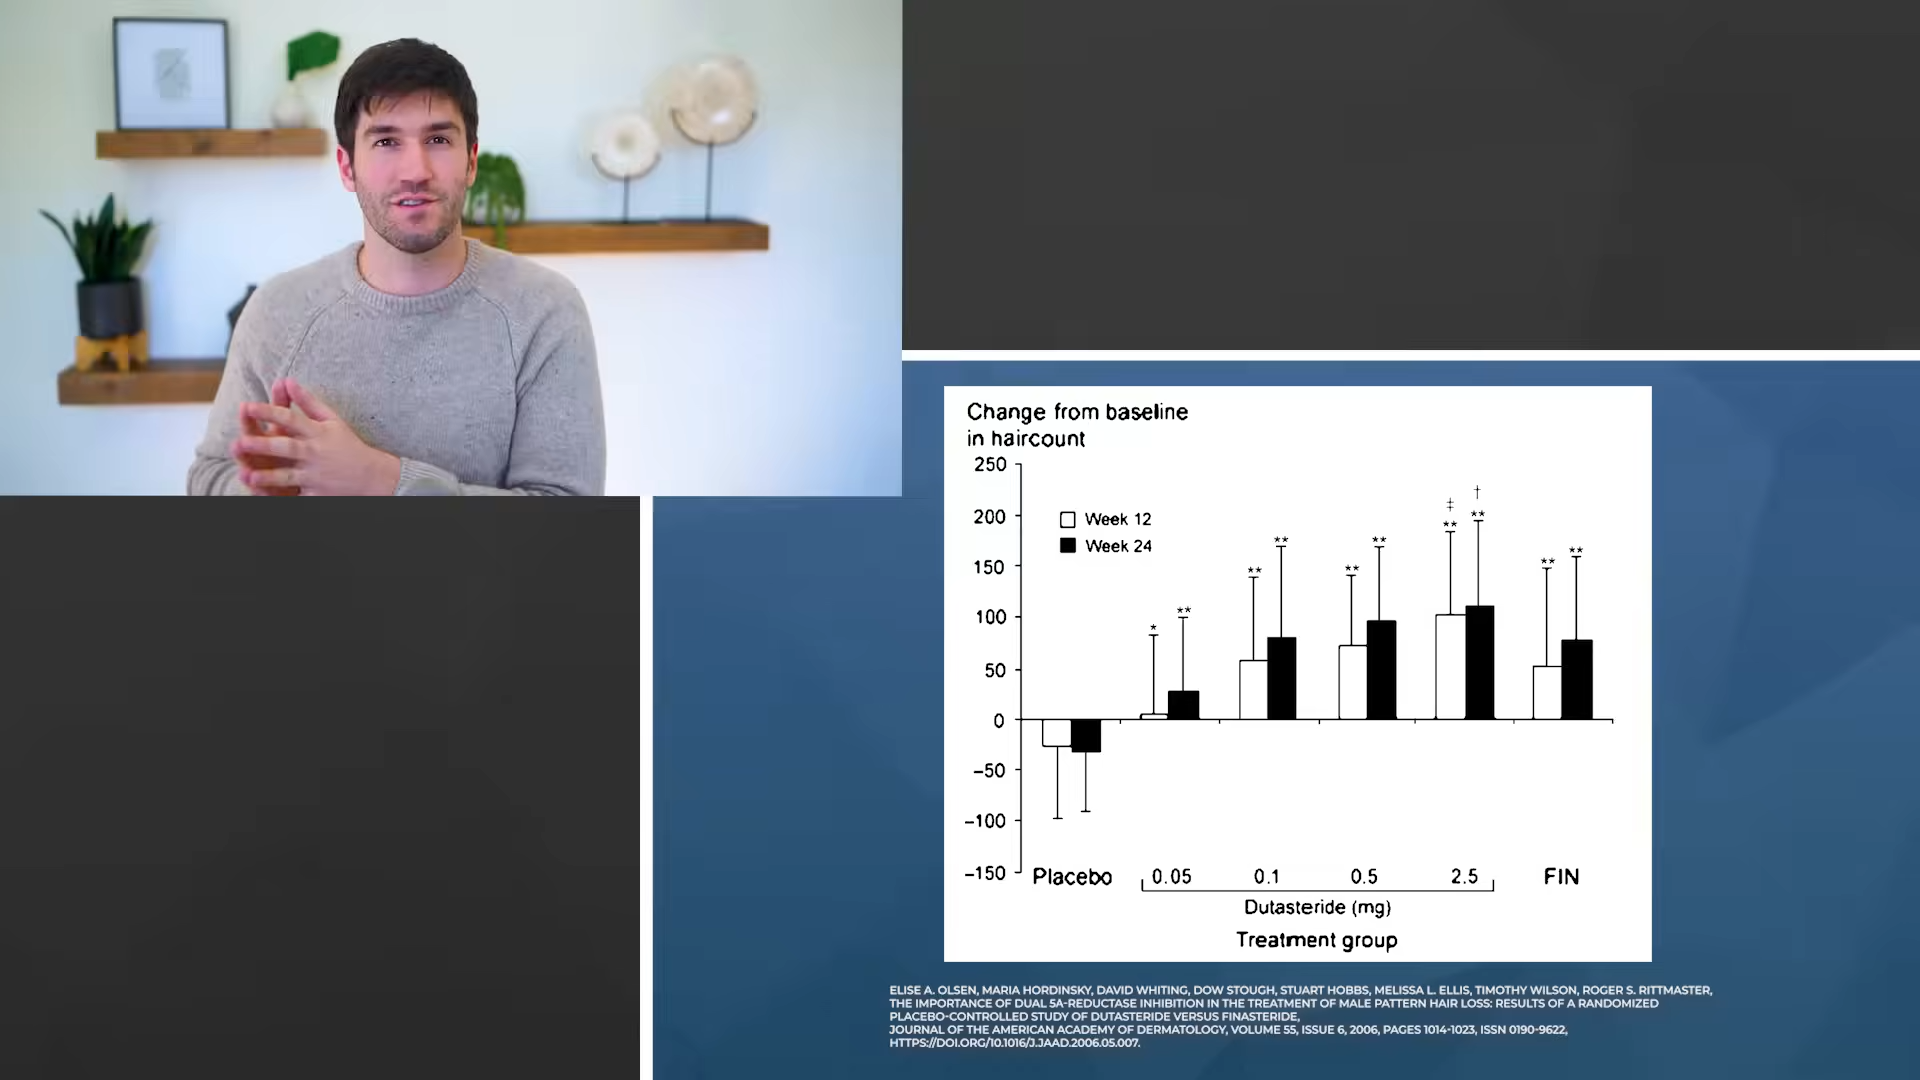 Change from baseline
in haircount
250
200
150
100
50
0
−50
−100
−150
Week 12
Week 24
*
**
**
**
**
**
‡
**
†
**
**
**
Placebo
0.05
0.1
0.5
2.5
FIN
Dutasteride (mg)
Treatment group
ELISE A. OLSEN, MARIA HORDINSKY, DAVID WHITING, DOW STOUGH, STUART HOBBS, MELISSA L. ELLIS, TIMOTHY WILSON, ROGER S. RITTMASTER,
THE IMPORTANCE OF DUAL 5A-REDUCTASE INHIBITION IN THE TREATMENT OF MALE PATTERN HAIR LOSS: RESULTS OF A RANDOMIZED
PLACEBO-CONTROLLED STUDY OF DUTASTERIDE VERSUS FINASTERIDE,
JOURNAL OF THE AMERICAN ACADEMY OF DERMATOLOGY, VOLUME 55, ISSUE 6, 2006, PAGES 1014-1023, ISSN 0190-9622,
HTTPS://DOI.ORG/10.1016/J.JAAD.2006.05.007.